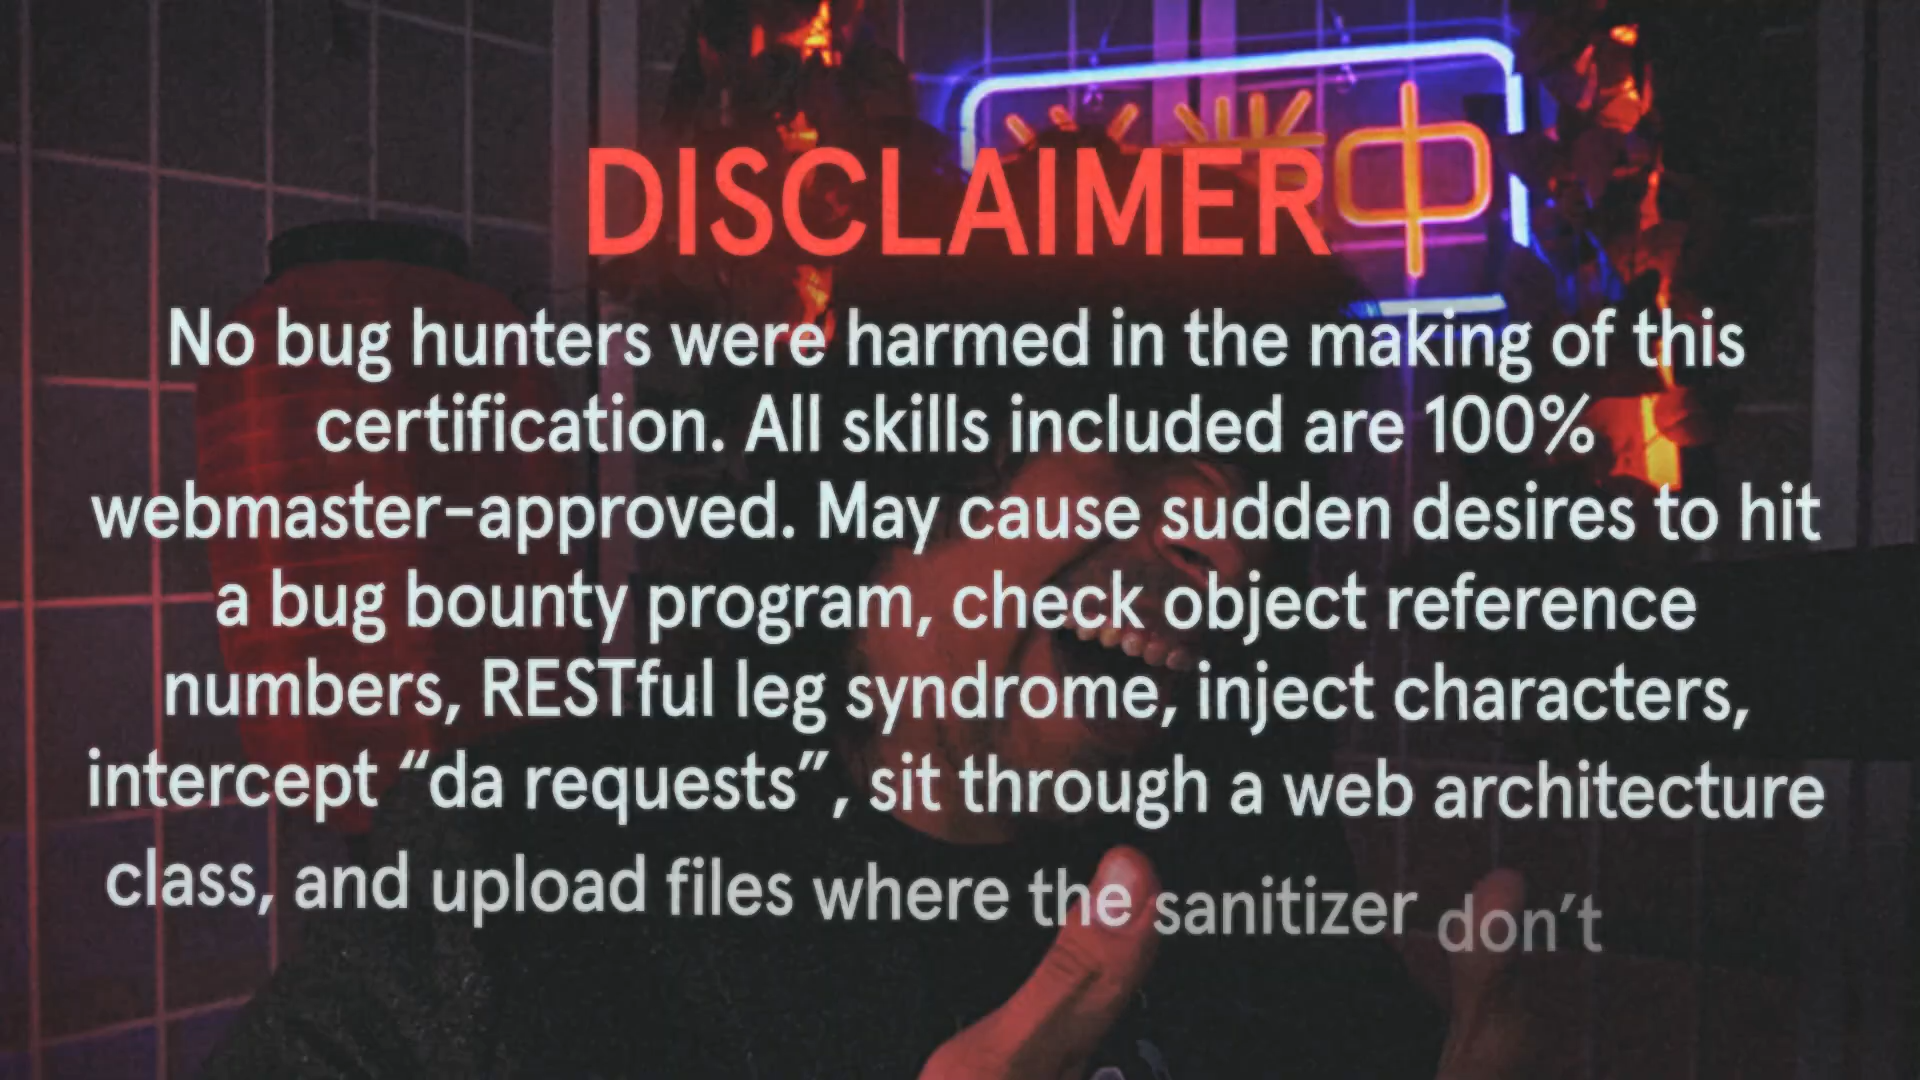 中
DISCLAIMER
No bug hunters were harmed in the making of this
certification. All skills included are 100%
webmaster-approved. May cause sudden desires to hit
a bug bounty program, check object reference
numbers, RESTful leg syndrome, inject characters,
intercept “da requests”, sit through a web architecture
class, and upload files where the sanitizer don’t